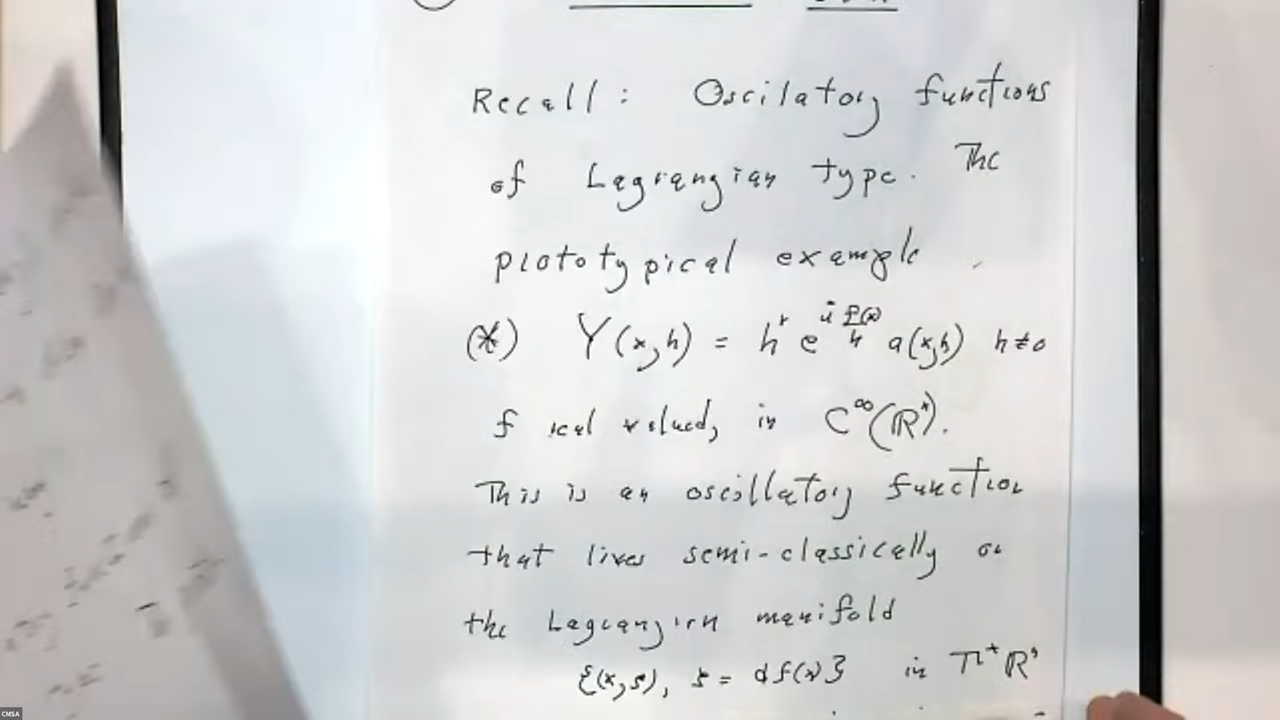 Recall : Oscilatory functions
of Lagrangian type. The
prototypical example
(*) Υ(x,h) = h^r e^{i f(x)/h} a(x,h) h≠0
f real valued, in C^∞(ℝ^n).
This is an oscillatory function
that lives semi-classically on
the Lagrangian manifold
{(x,ξ), ξ = df(x)} in T*ℝ^n
CMSA